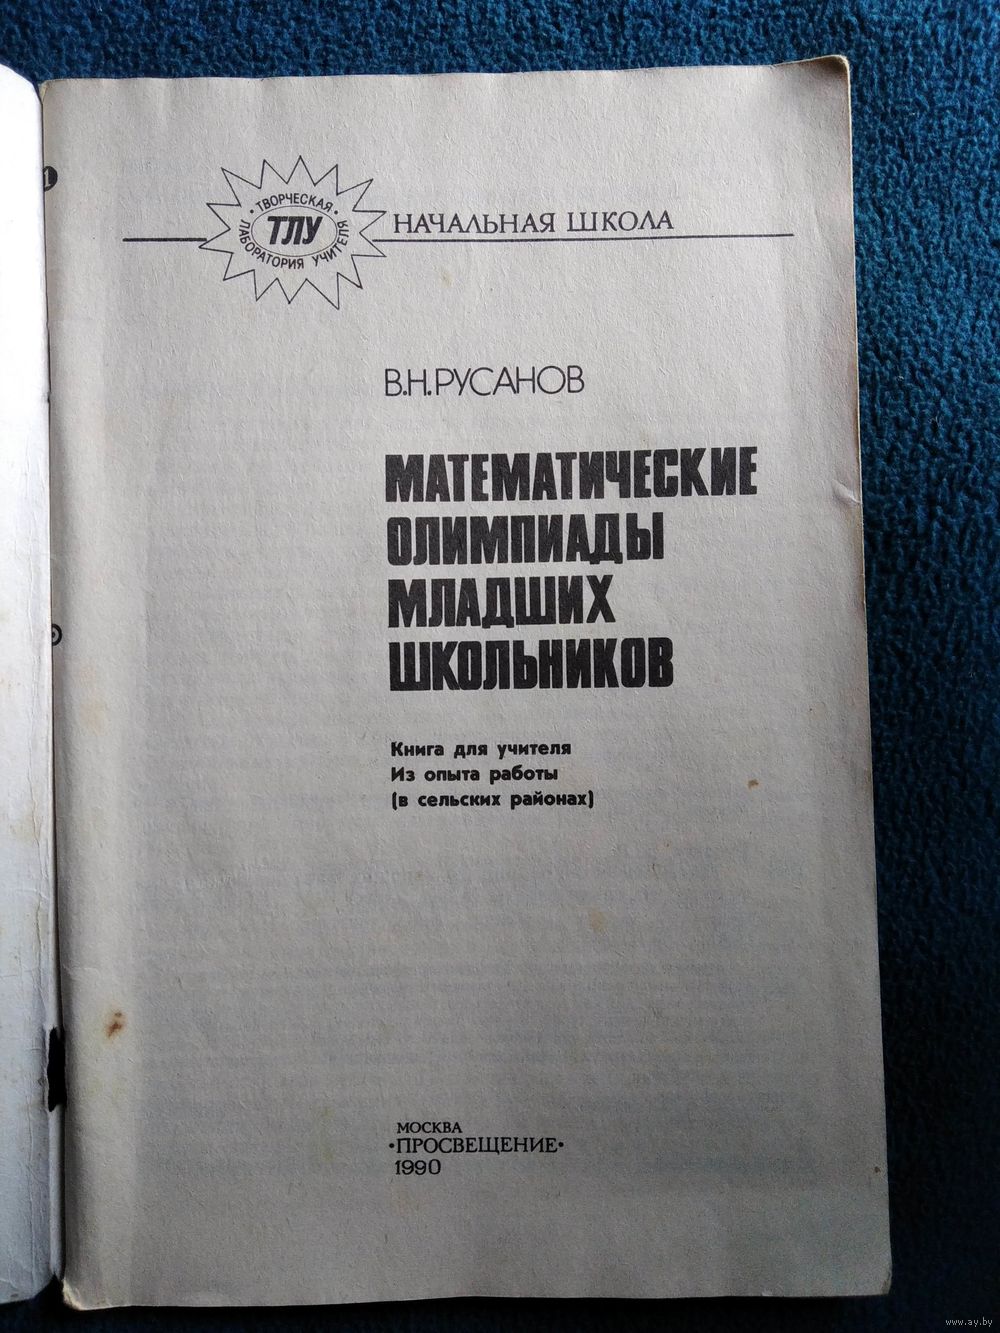 • ТВОРЧЕСКАЯ •
ТЛУ
ЛАБОРАТОРИЯ УЧИТЕЛЯ
НАЧАЛЬНАЯ ШКОЛА
В.Н.РУСАНОВ
МАТЕМАТИЧЕСКИЕ
ОЛИМПИАДЫ
МЛАДШИХ
ШКОЛЬНИКОВ
Книга для учителя
Из опыта работы
(в сельских районах)
МОСКВА
•ПРОСВЕЩЕНИЕ•
1990
www.ay.by